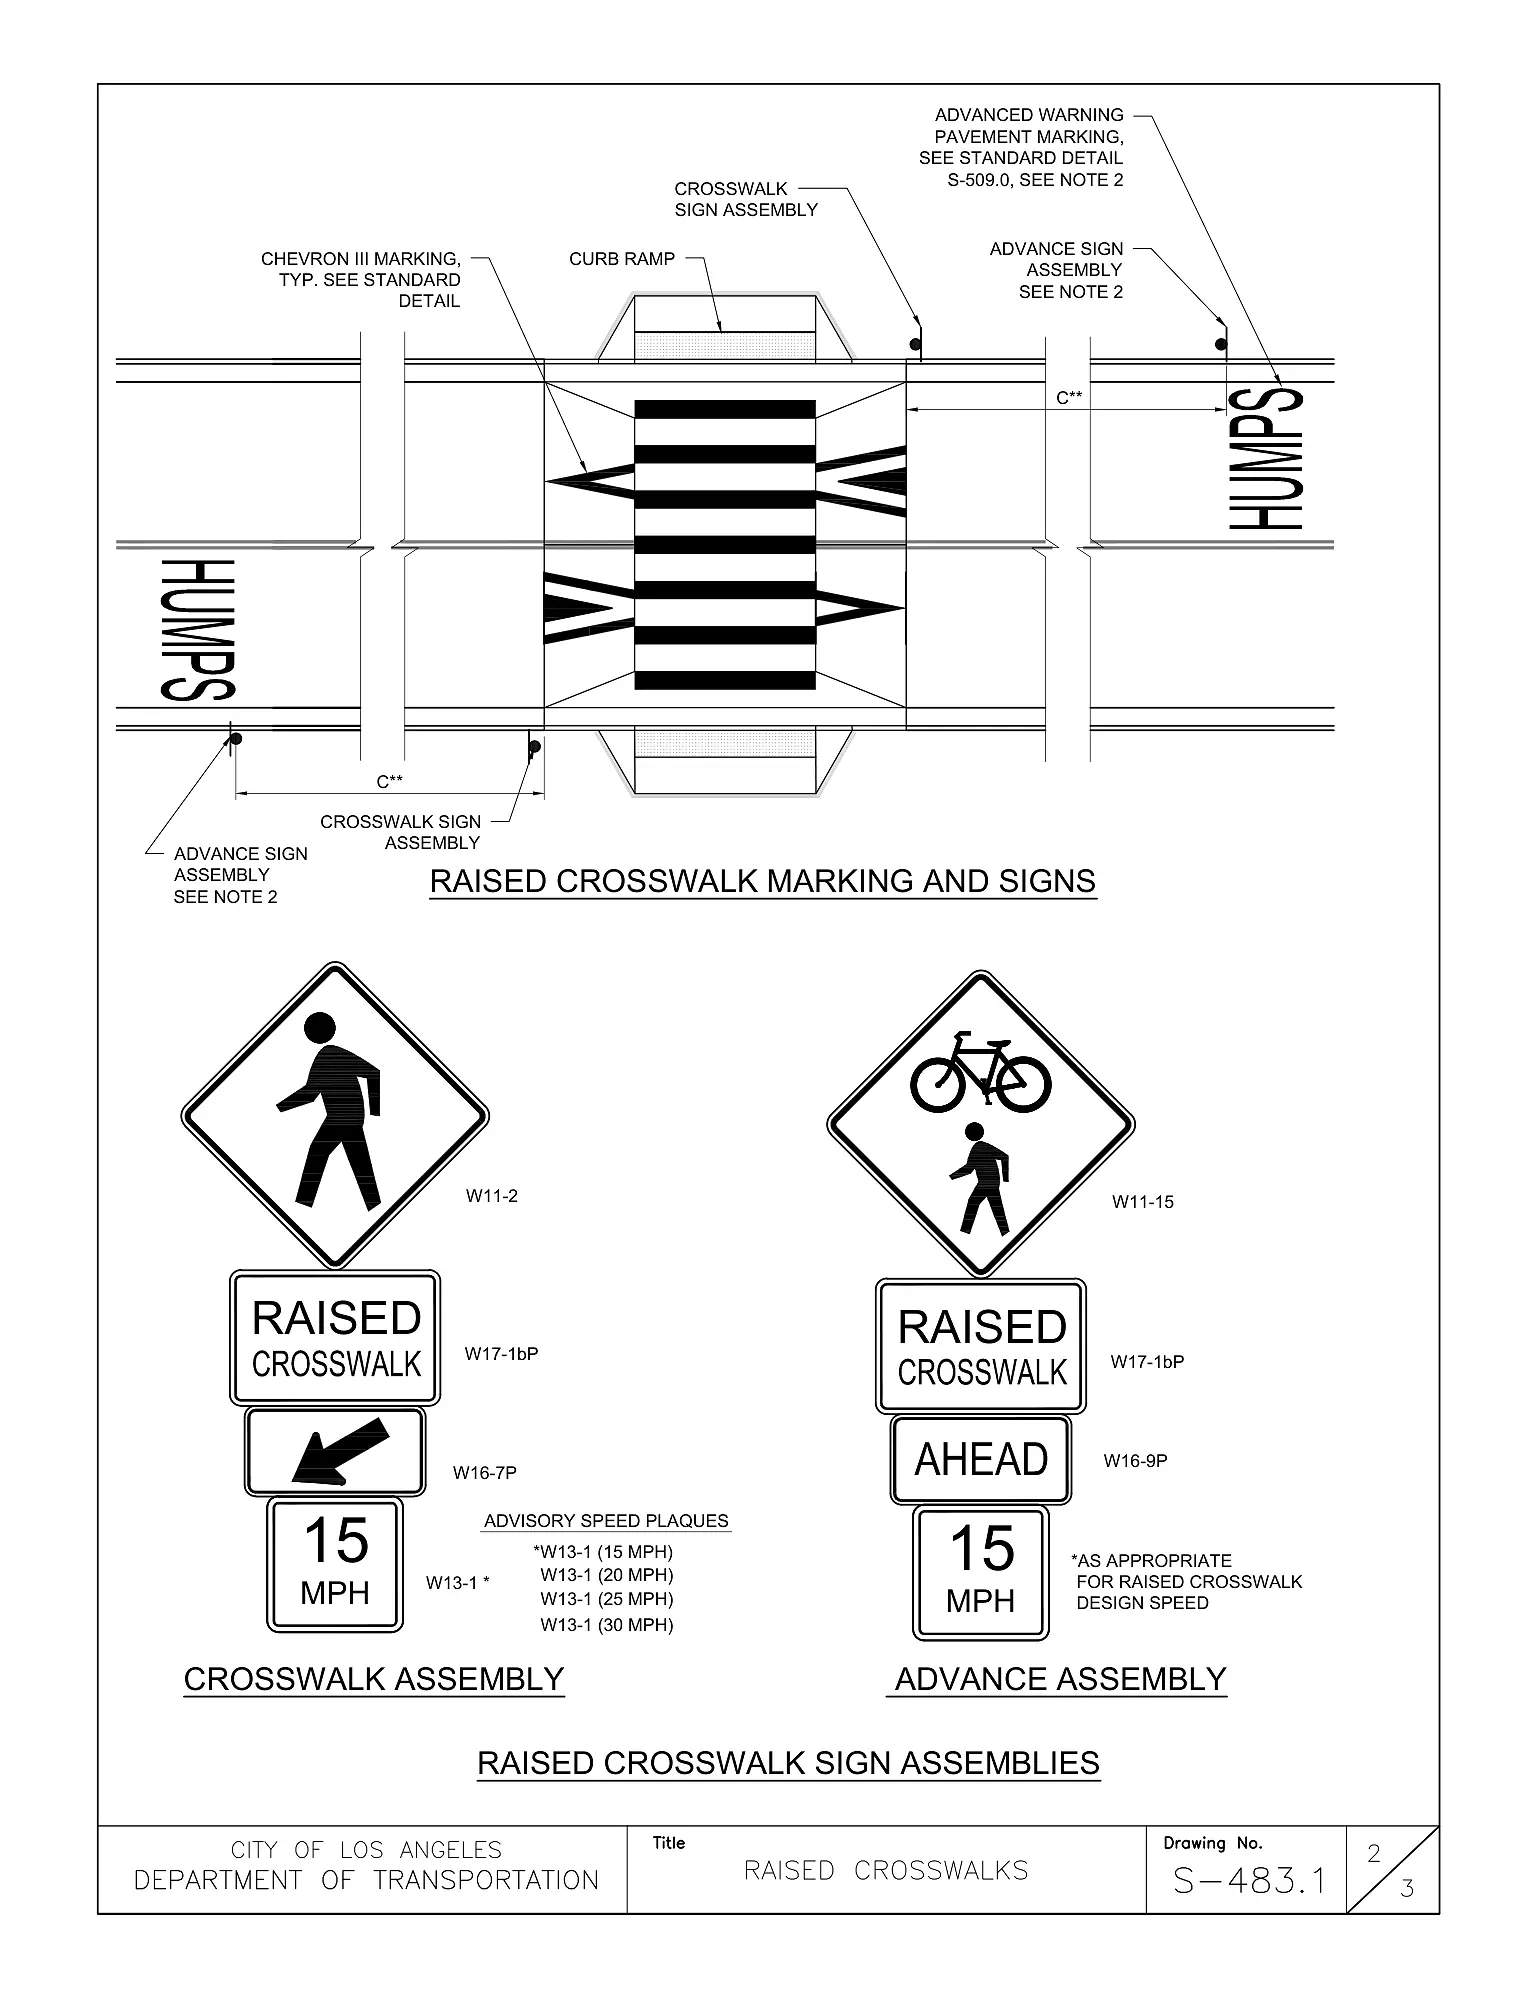 ADVANCED WARNING
PAVEMENT MARKING,
SEE STANDARD DETAIL
S-509.0, SEE NOTE 2
CROSSWALK
SIGN ASSEMBLY
CHEVRON III MARKING,
TYP. SEE STANDARD
DETAIL
CURB RAMP
ADVANCE SIGN
ASSEMBLY
SEE NOTE 2
C**
HUMPS
HUMPS
C**
CROSSWALK SIGN
ASSEMBLY
ADVANCE SIGN
ASSEMBLY
SEE NOTE 2
RAISED CROSSWALK MARKING AND SIGNS
W11-2
RAISED
CROSSWALK
W17-1bP
W16-7P
15
MPH
W13-1 *
ADVISORY SPEED PLAQUES
*W13-1 (15 MPH)
W13-1 (20 MPH)
W13-1 (25 MPH)
W13-1 (30 MPH)
CROSSWALK ASSEMBLY
W11-15
RAISED
CROSSWALK
W17-1bP
AHEAD
W16-9P
15
MPH
*AS APPROPRIATE
FOR RAISED CROSSWALK
DESIGN SPEED
ADVANCE ASSEMBLY
RAISED CROSSWALK SIGN ASSEMBLIES
CITY OF LOS ANGELES
DEPARTMENT OF TRANSPORTATION
Title
RAISED CROSSWALKS
Drawing No.
S-483.1
2
3